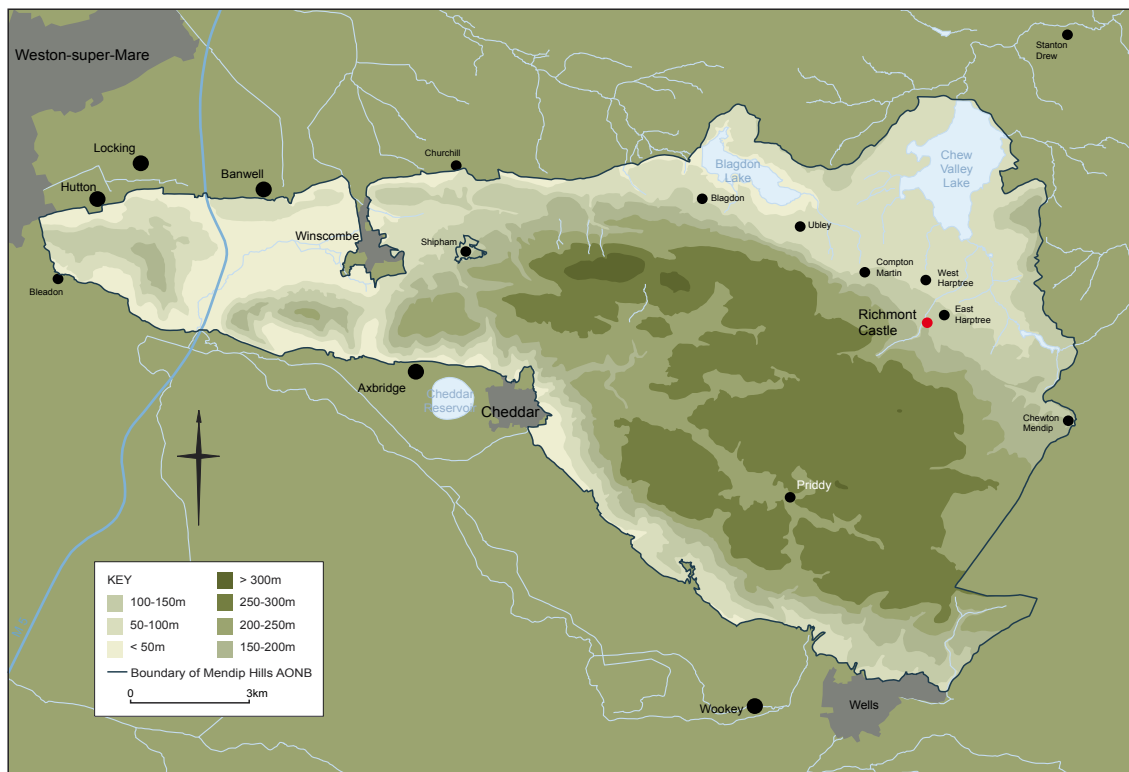 Stanton
Drew
Weston-super-Mare
Locking
Churchill
Chew
Valley
Lake
Blagdon
Lake
Banwell
Hutton
Blagdon
Ubley
Winscombe
Shipham
Compton
Martin
West
Harptree
Bleadon
Richmont
Castle
East
Harptree
Axbridge
Cheddar
Reservoir
Cheddar
Chewton
Mendip
Priddy
KEY
100-150m
50-100m
< 50m
> 300m
250-300m
200-250m
150-200m
Boundary of Mendip Hills AONB
0 3km
Wookey
Wells